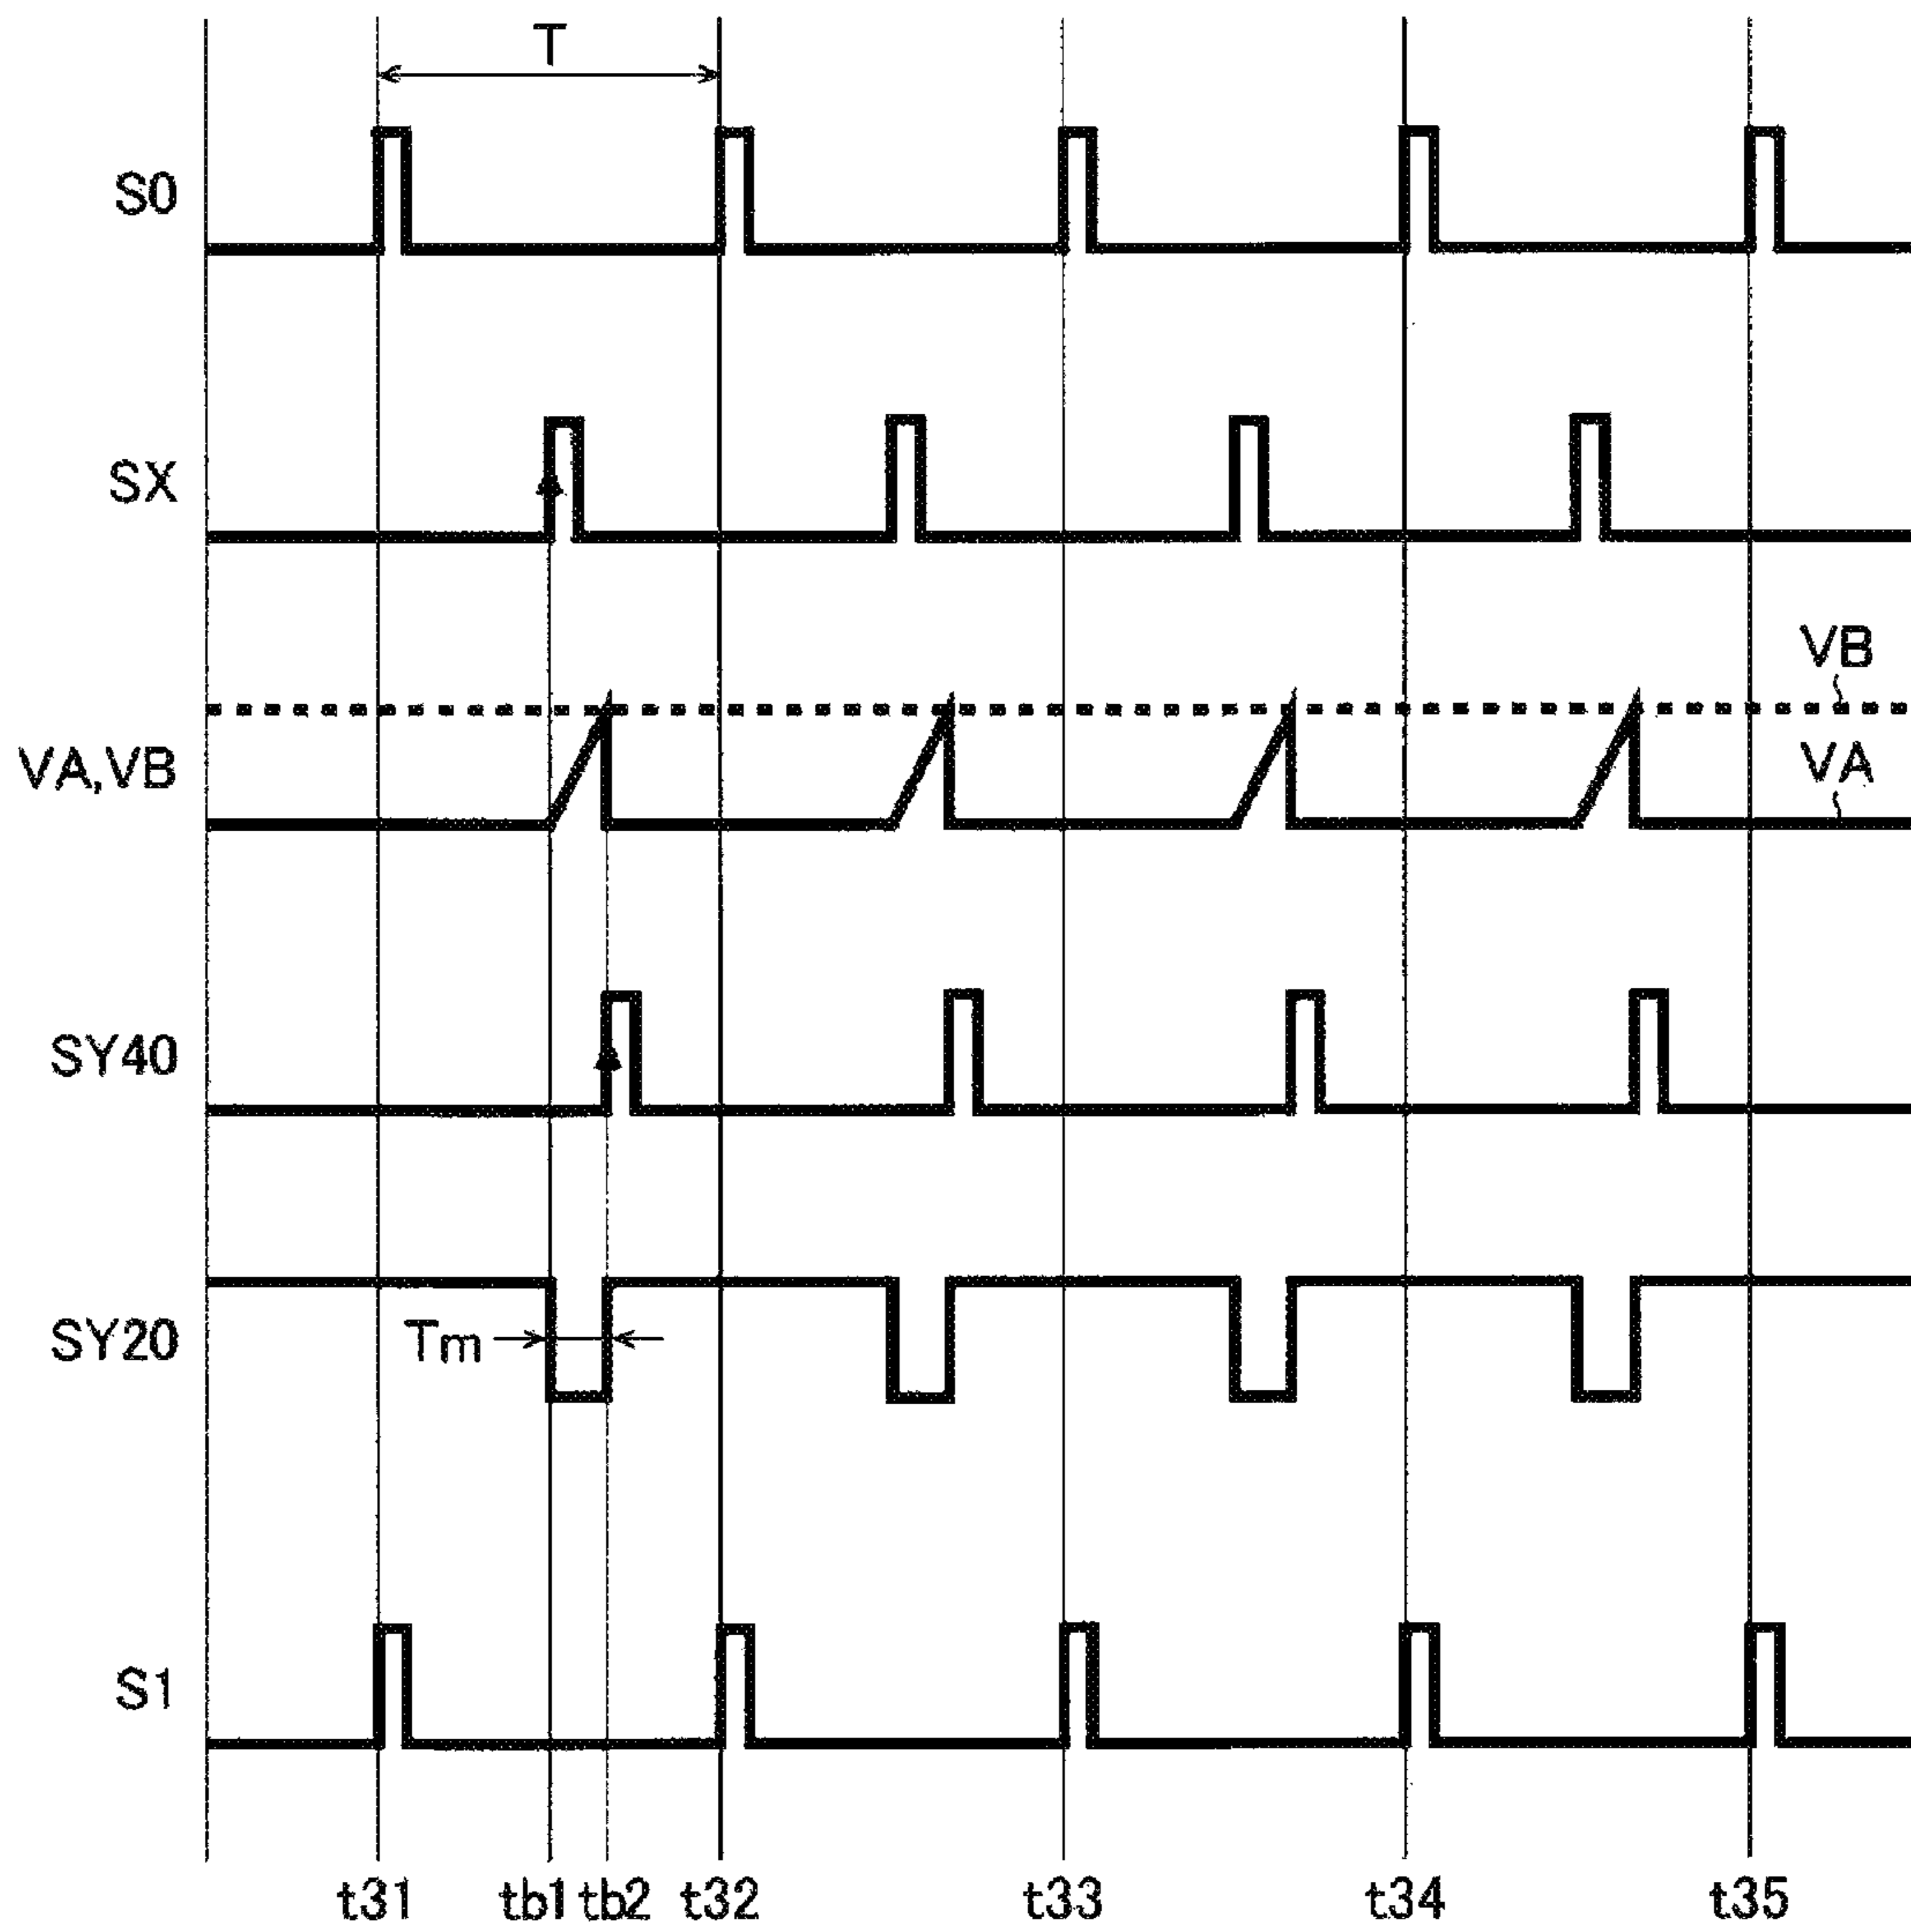 T
S0
SX
VB
VA,VB
VA
SY40
SY20
Tm
S1
t31 tb1 tb2 t32 t33 t34 t35